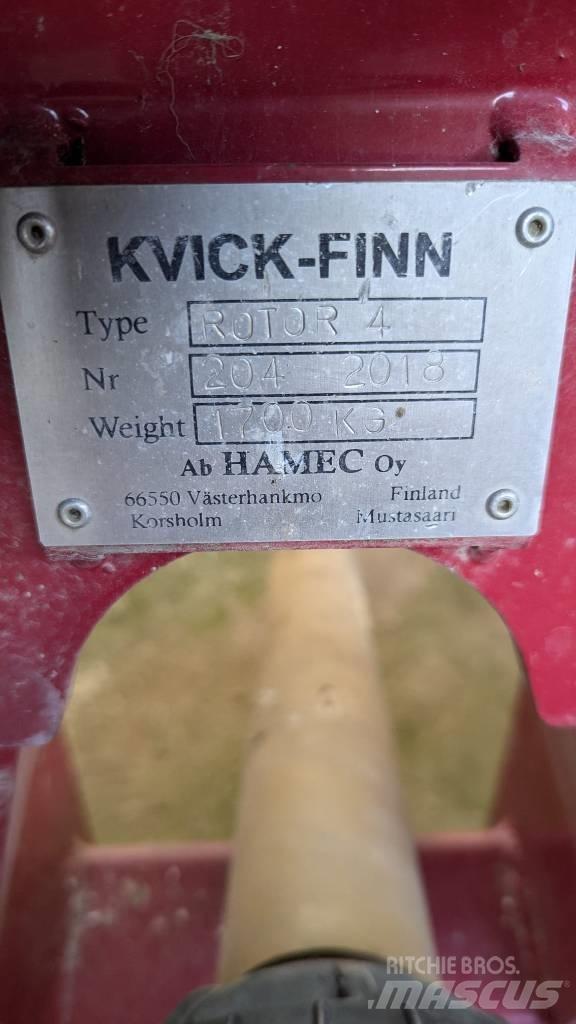 KVICK-FINN
Type ROTOR 4
Nr 204 2018
Weight 1700 KG
Ab HAMEC Oy
66550 Västerhankmo Finland
Korsholm Mustasaari
RITCHIE BROS.
MASCUS